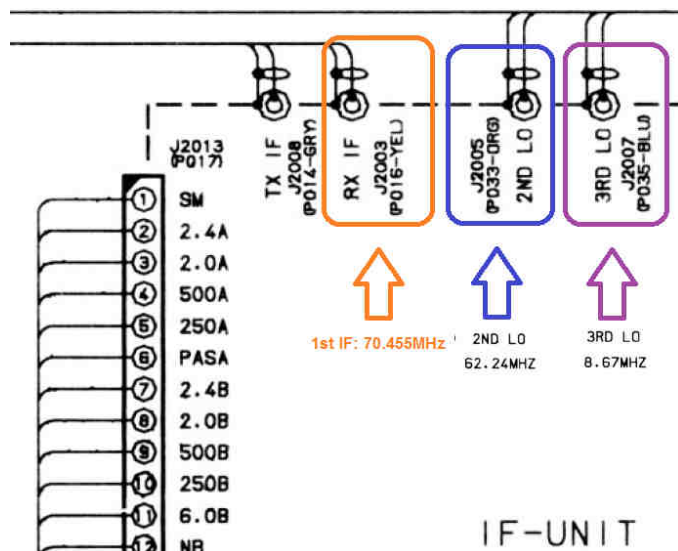 J2013
(P017)
TX IF
J2008
(P014-GRY)
RX IF
J2003
(P016-YEL)
J2005
(P033-ORG)
2ND LO
3RD LO
J2007
(P035-BLU)
1 SM
2 2.4A
3 2.0A
4 500A
5 250A
6 PASA
7 2.4B
8 2.0B
9 500B
10 250B
11 6.0B
12 NB
1st IF: 70.455MHz
2ND LO
62.24MHZ
3RD LO
8.67MHZ
IF-UNIT